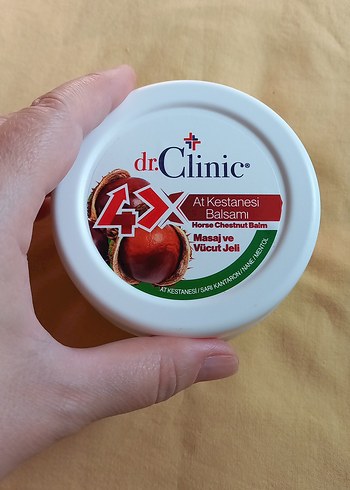 dr.Clinic®
4X
At Kestanesi
Balsamı
Horse Chestnut Balm
Masaj ve
Vücut Jeli
AT KESTANESİ / SARI KANTARON / NANE / MENTOL